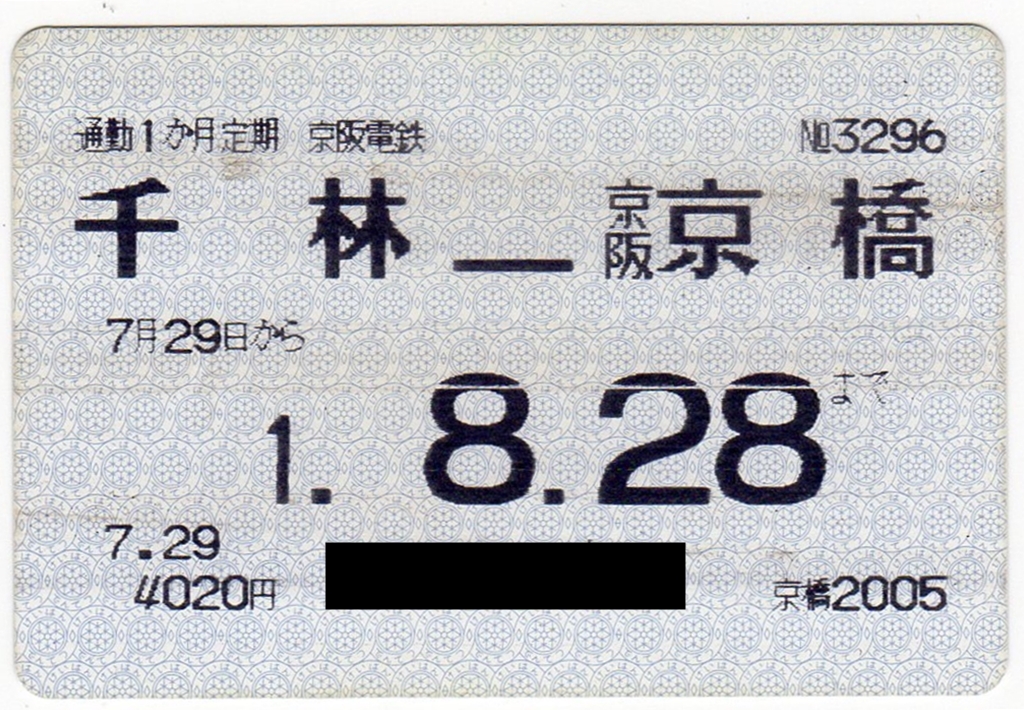 通勤1か月定期 京阪電鉄 №3296
千林―京阪京橋
7月29日から
1. 8.28まで
7.29
4020円 京橋2005